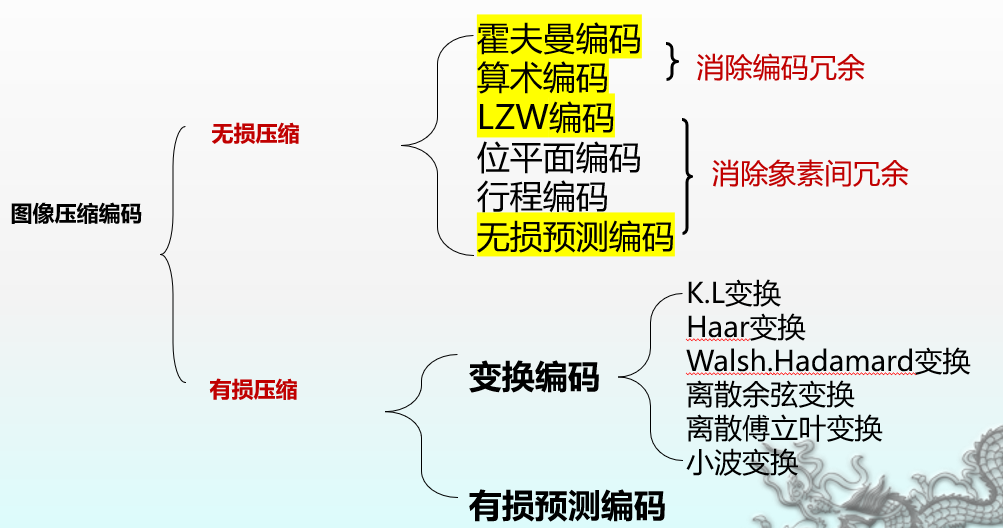 图像压缩编码
无损压缩
霍夫曼编码
算术编码
消除编码冗余
LZW编码
位平面编码
行程编码
无损预测编码
消除象素间冗余
有损压缩
变换编码
K.L变换
Haar变换
Walsh.Hadamard变换
离散余弦变换
离散傅立叶变换
小波变换
有损预测编码